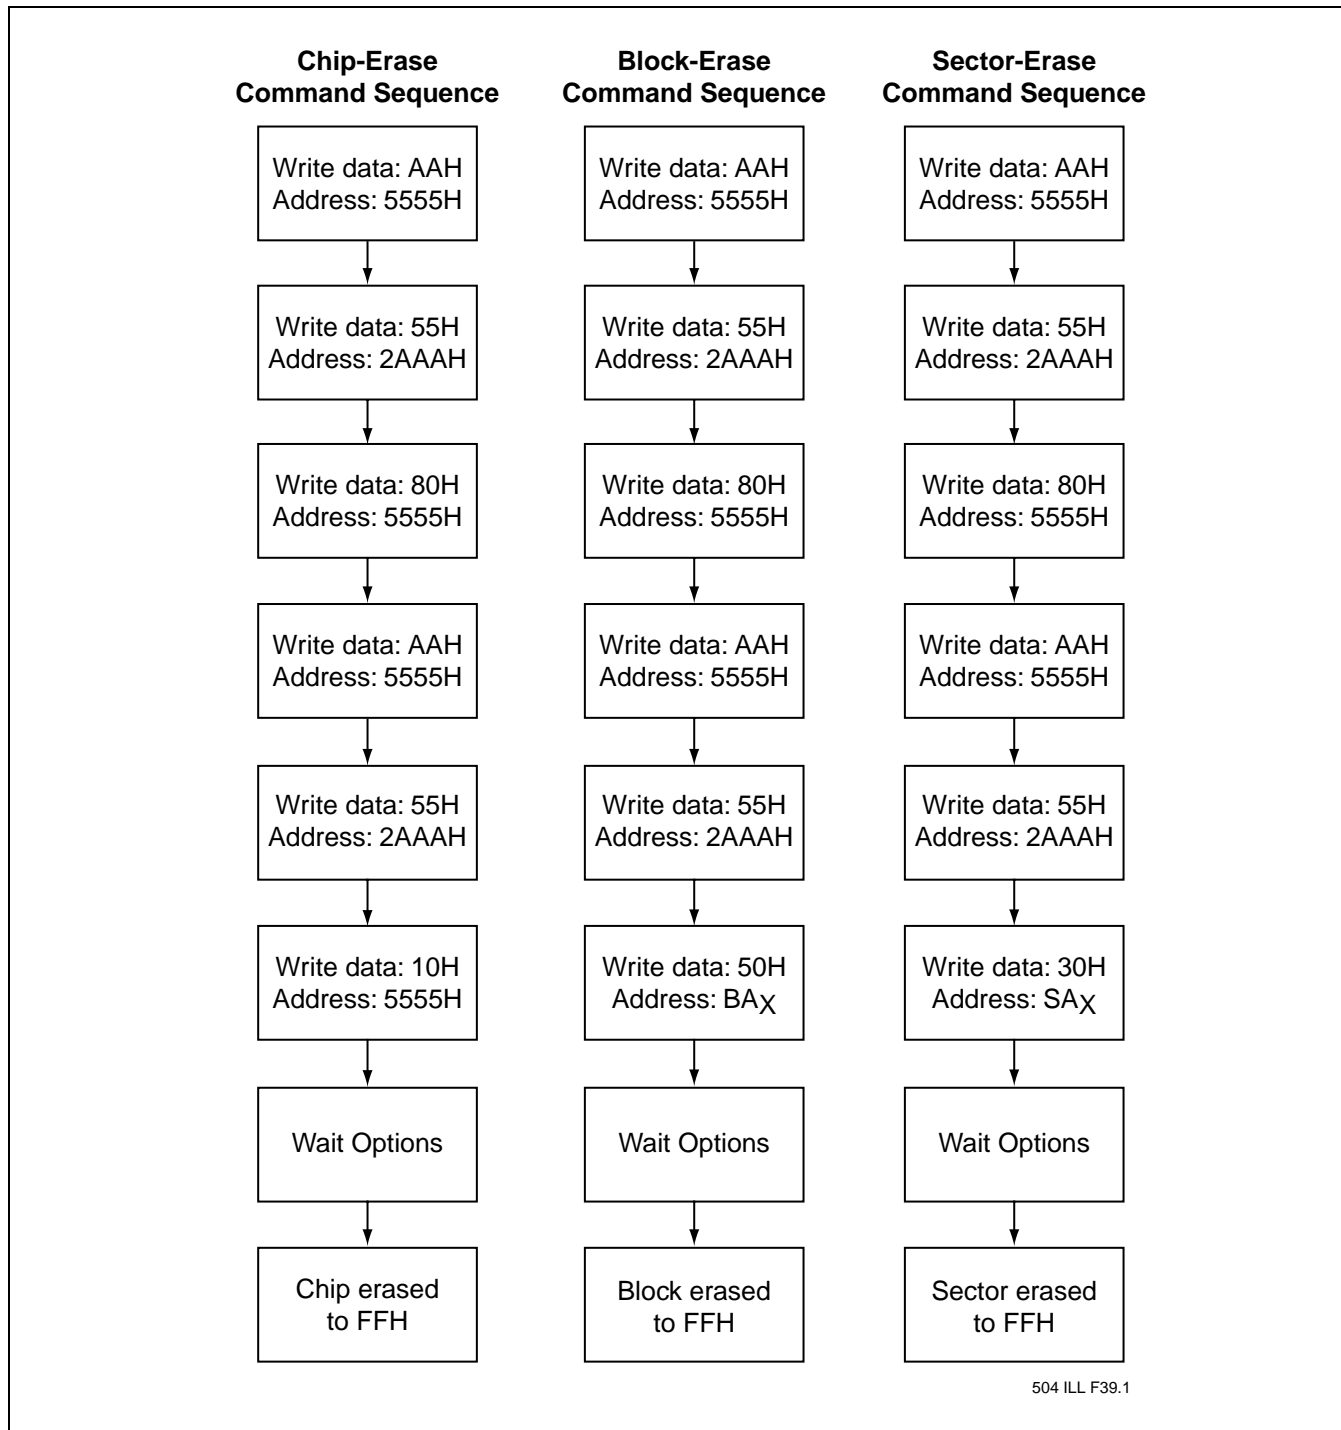 Chip-Erase
Command Sequence
Write data: AAH
Address: 5555H
Write data: 55H
Address: 2AAAH
Write data: 80H
Address: 5555H
Write data: AAH
Address: 5555H
Write data: 55H
Address: 2AAAH
Write data: 10H
Address: 5555H
Wait Options
Chip erased
to FFH
Block-Erase
Command Sequence
Write data: AAH
Address: 5555H
Write data: 55H
Address: 2AAAH
Write data: 80H
Address: 5555H
Write data: AAH
Address: 5555H
Write data: 55H
Address: 2AAAH
Write data: 50H
Address: BAX
Wait Options
Block erased
to FFH
Sector-Erase
Command Sequence
Write data: AAH
Address: 5555H
Write data: 55H
Address: 2AAAH
Write data: 80H
Address: 5555H
Write data: AAH
Address: 5555H
Write data: 55H
Address: 2AAAH
Write data: 30H
Address: SAX
Wait Options
Sector erased
to FFH
504 ILL F39.1